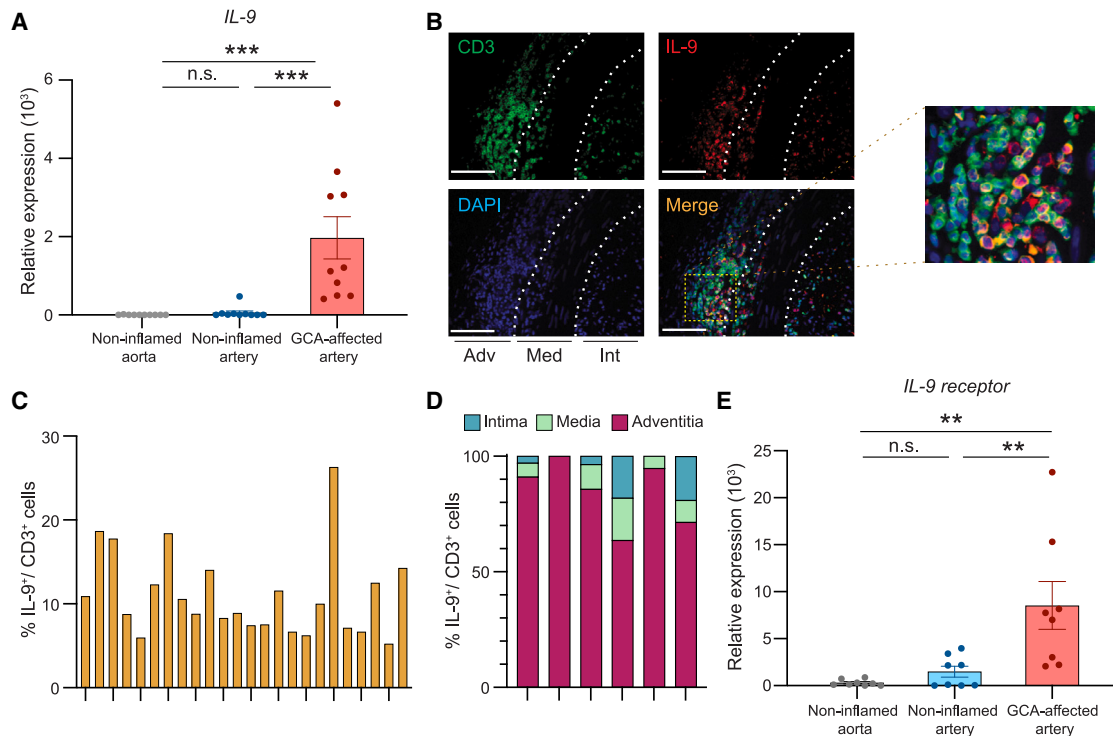 A
IL-9
***
n.s.
***
Relative expression (10³)
6
4
2
0
Non-inflamed aorta
Non-inflamed artery
GCA-affected artery
B
CD3
IL-9
DAPI
Merge
Adv
Med
Int
C
% IL-9⁺/ CD3⁺ cells
30
20
10
0
D
Intima
Media
Adventitia
% IL-9⁺/ CD3⁺ cells
100
50
0
E
IL-9 receptor
**
n.s.
**
Relative expression (10³)
25
20
15
10
5
0
Non-inflamed aorta
Non-inflamed artery
GCA-affected artery